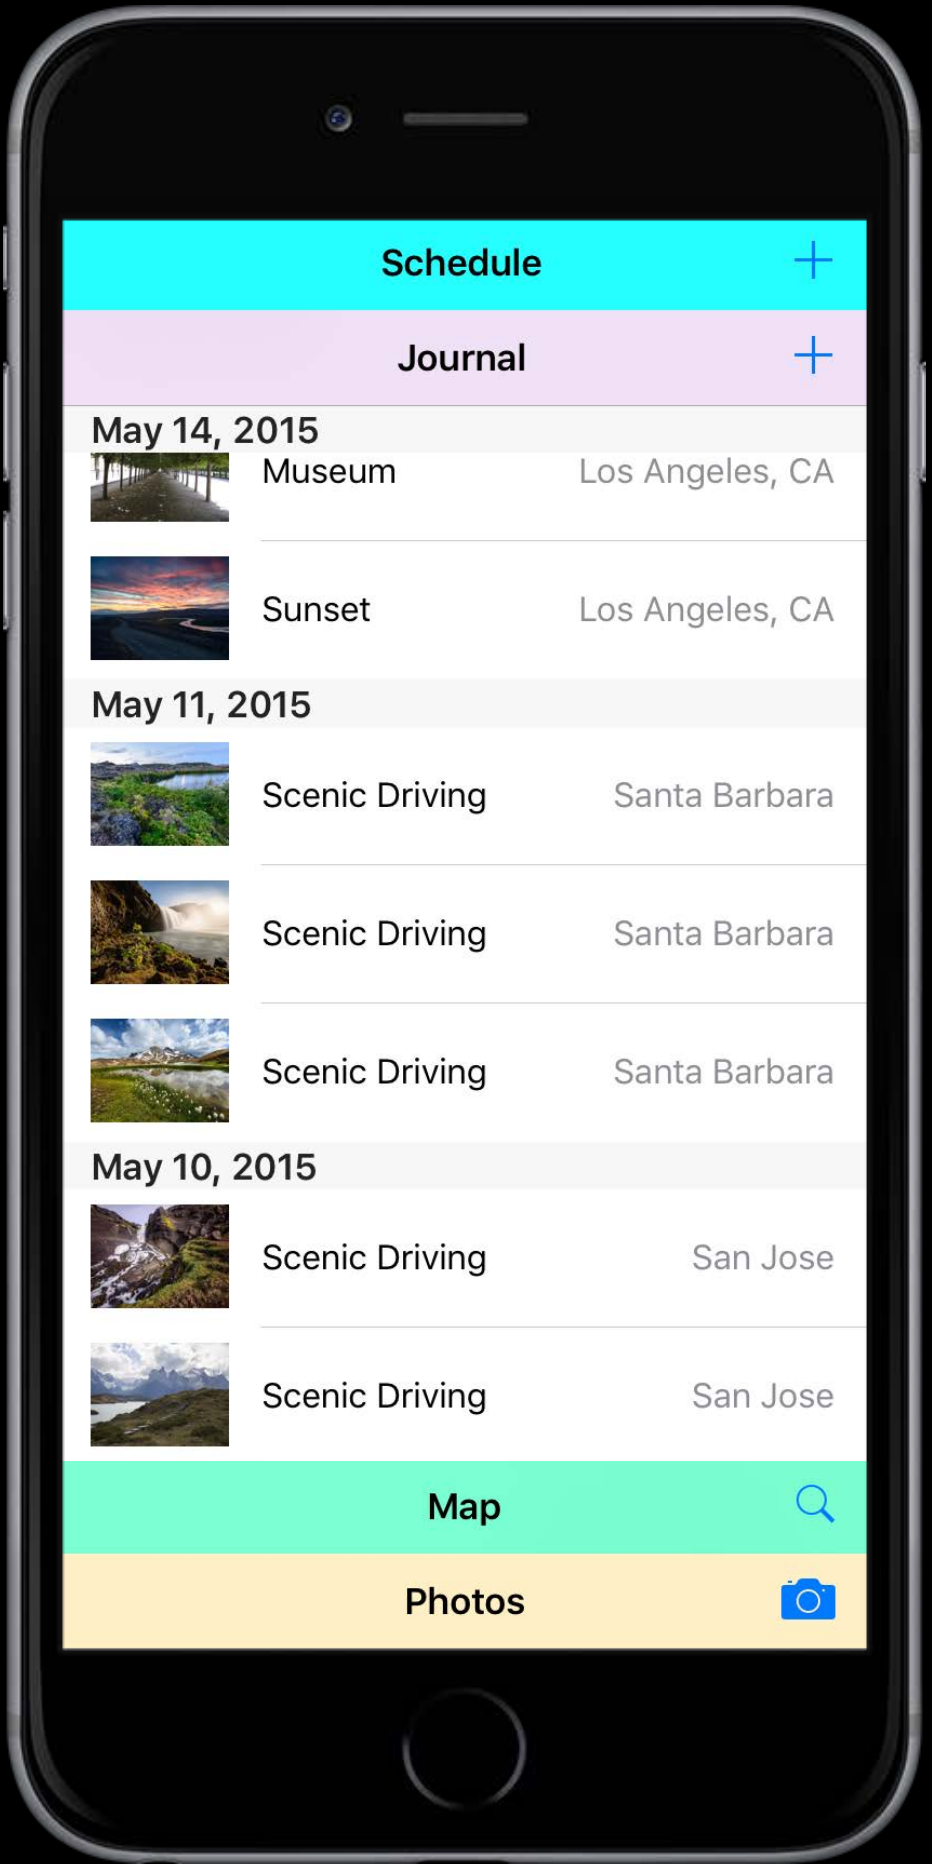 Schedule
Journal
May 14, 2015
Museum Los Angeles, CA
Sunset Los Angeles, CA
May 11, 2015
Scenic Driving Santa Barbara
Scenic Driving Santa Barbara
Scenic Driving Santa Barbara
May 10, 2015
Scenic Driving San Jose
Scenic Driving San Jose
Map
Photos